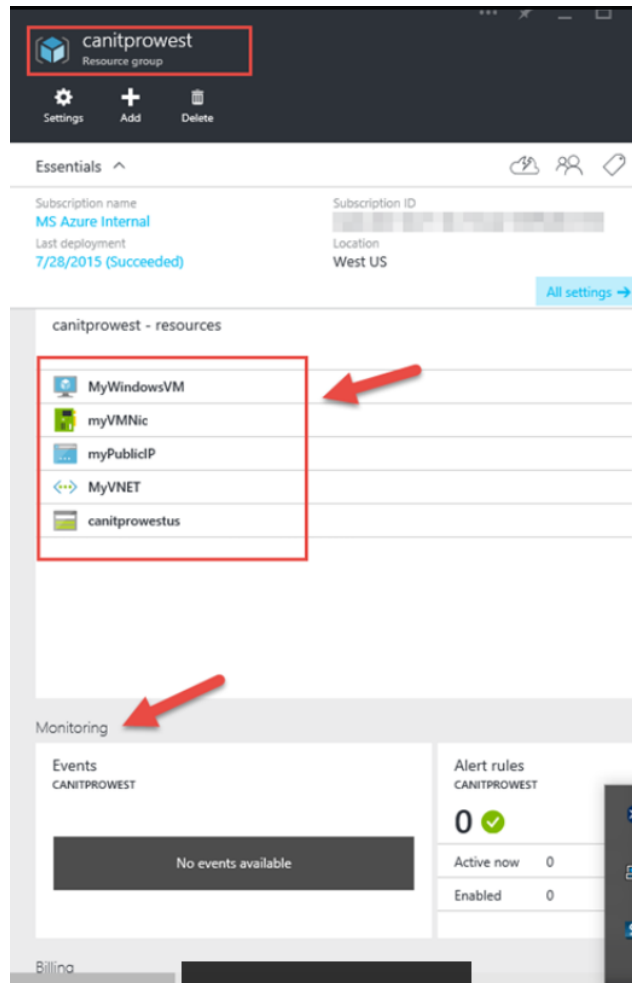 canitprowest
Resource group
Settings Add Delete
Essentials
Subscription name Subscription ID
MS Azure Internal
Last deployment Location
7/28/2015 (Succeeded) West US
All settings →
canitprowest - resources
MyWindowsVM
myVMNic
myPublicIP
MyVNET
canitprowestus
Monitoring
Events Alert rules
CANITPROWEST CANITPROWEST
0
No events available Active now 0
Enabled 0
Billing